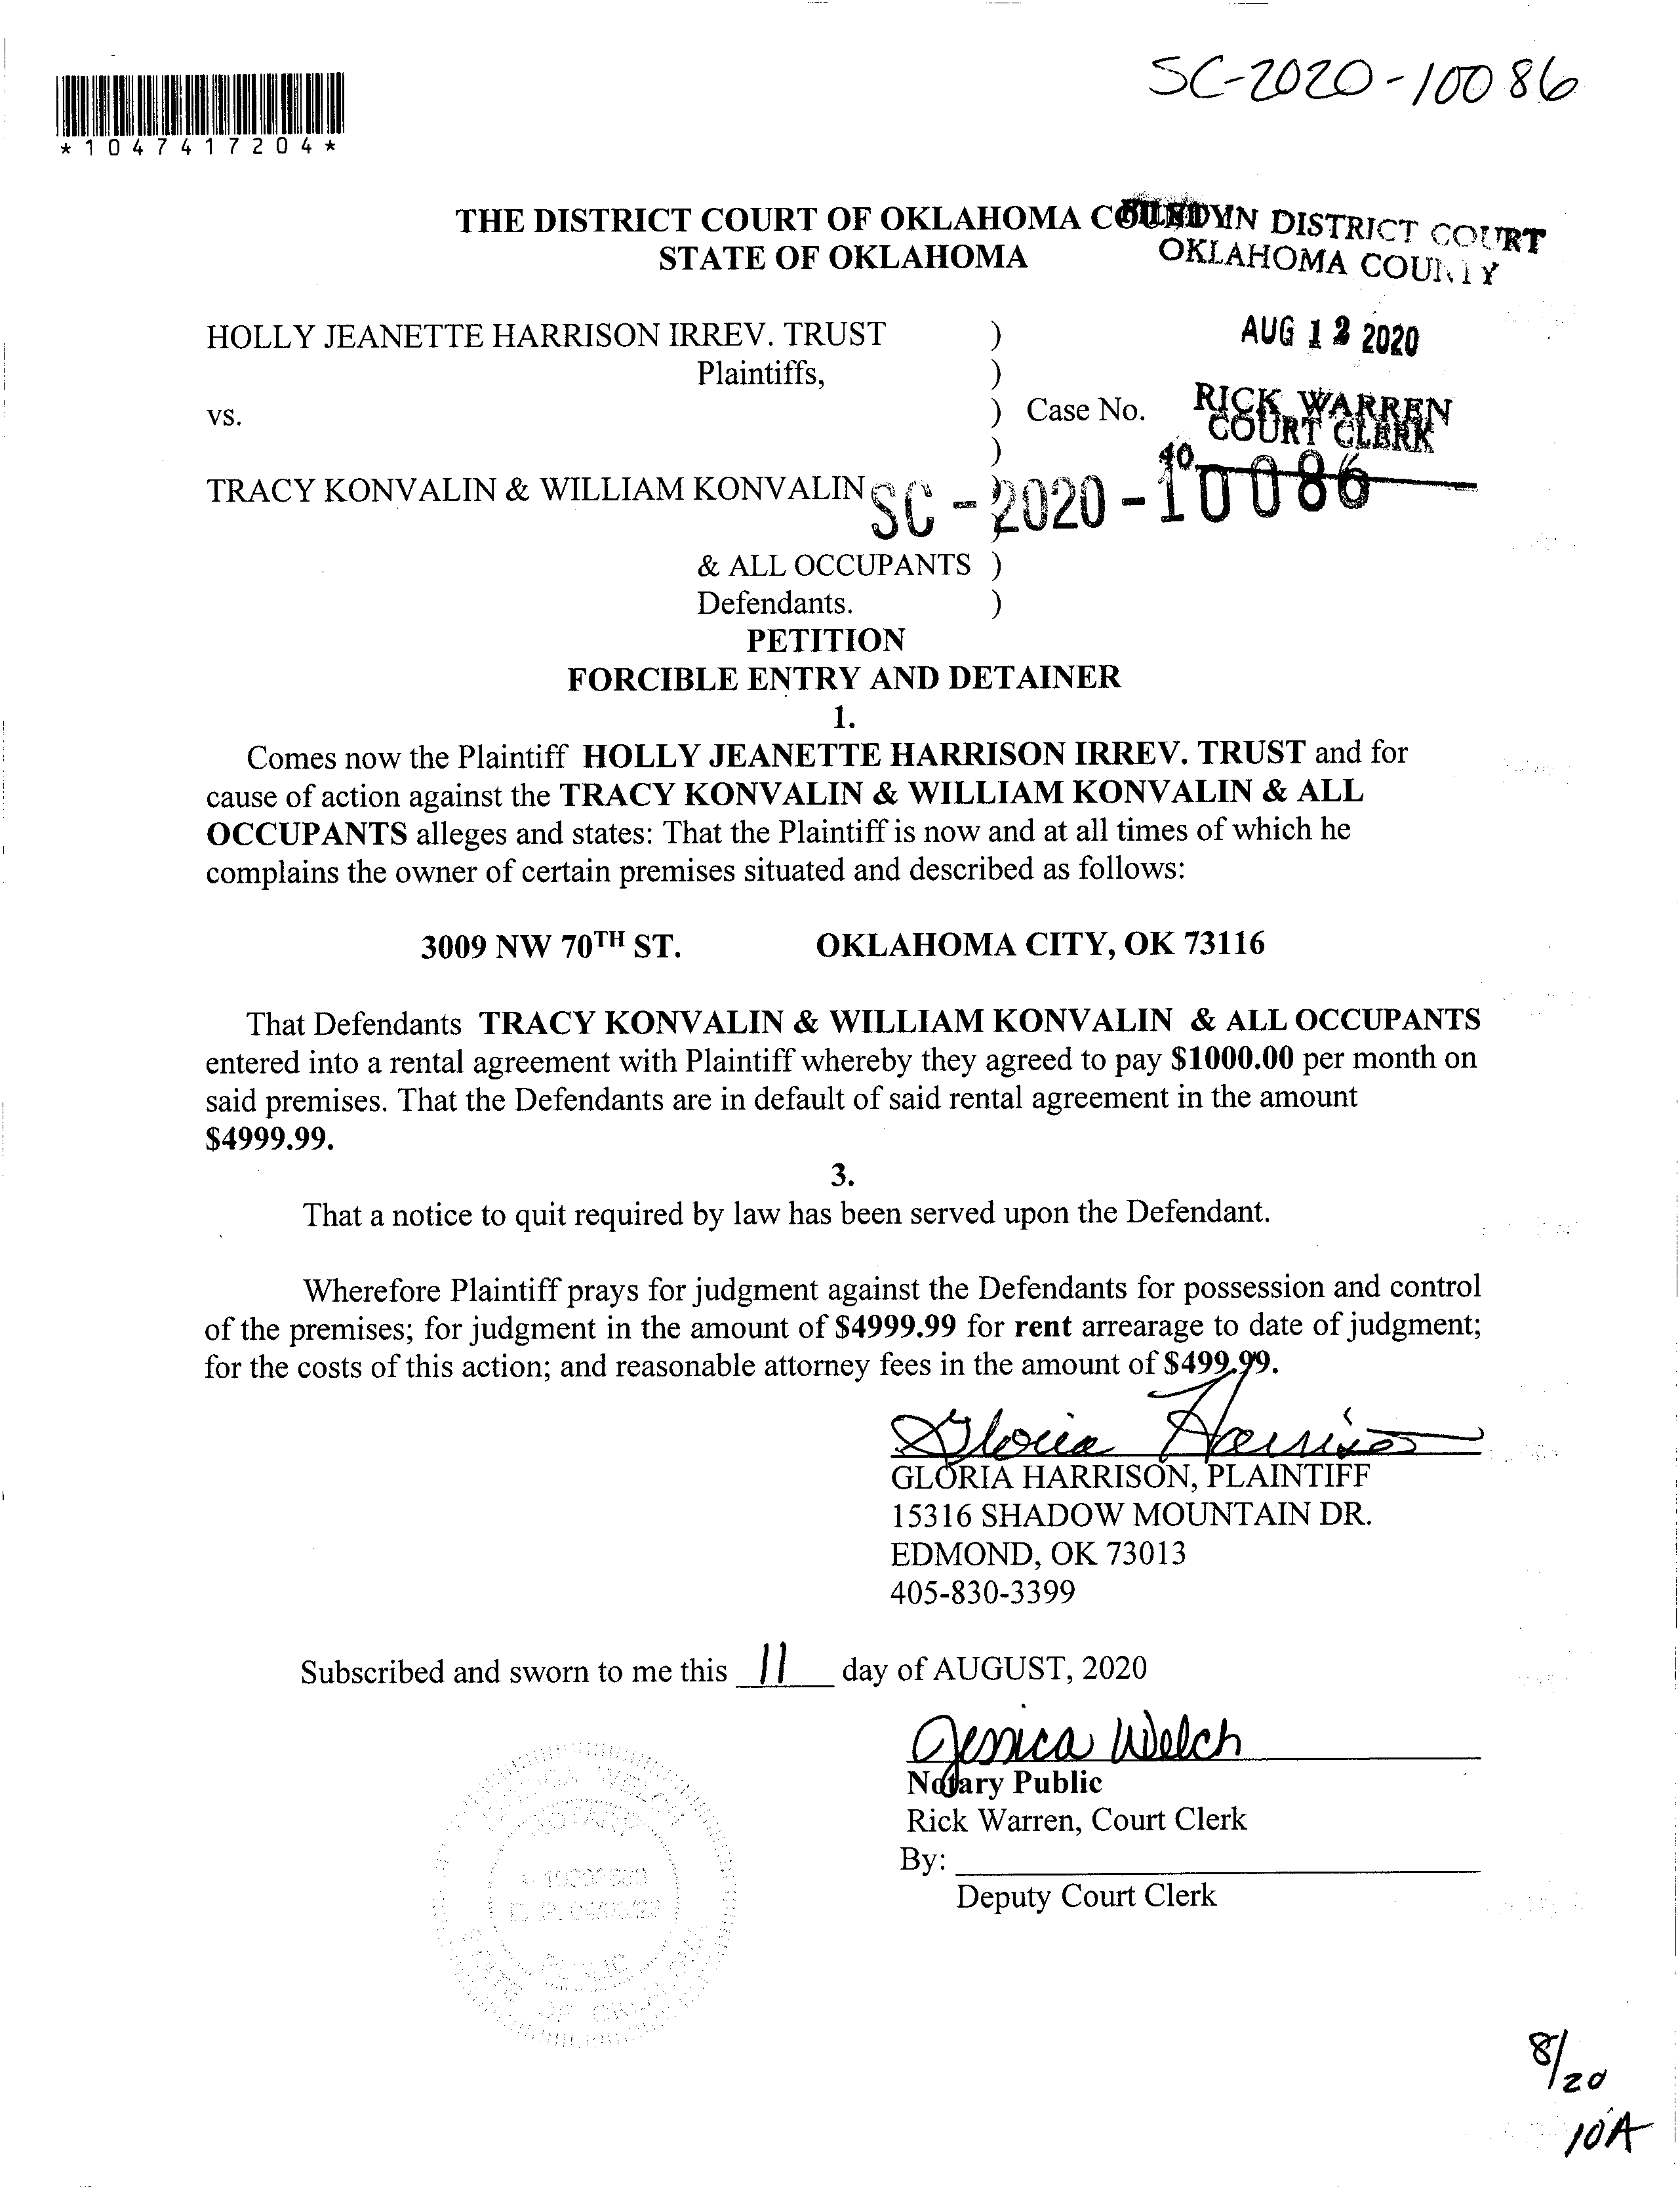 SC-2020-10086
*1047417204*
THE DISTRICT COURT OF OKLAHOMA COUNTY
STATE OF OKLAHOMA
FILED IN DISTRICT COURT
OKLAHOMA COUNTY
HOLLY JEANETTE HARRISON IRREV. TRUST )
AUG 12 2020
Plaintiffs, )
vs. ) Case No.
RICK WARREN
COURT CLERK
)
40
TRACY KONVALIN & WILLIAM KONVALIN
SC - 2020 - 10086
& ALL OCCUPANTS )
Defendants. )
PETITION
FORCIBLE ENTRY AND DETAINER
1.
Comes now the Plaintiff HOLLY JEANETTE HARRISON IRREV. TRUST and for
cause of action against the TRACY KONVALIN & WILLIAM KONVALIN & ALL
OCCUPANTS alleges and states: That the Plaintiff is now and at all times of which he
complains the owner of certain premises situated and described as follows:
3009 NW 70TH ST. OKLAHOMA CITY, OK 73116
That Defendants TRACY KONVALIN & WILLIAM KONVALIN & ALL OCCUPANTS
entered into a rental agreement with Plaintiff whereby they agreed to pay $1000.00 per month on
said premises. That the Defendants are in default of said rental agreement in the amount
$4999.99.
3.
That a notice to quit required by law has been served upon the Defendant.
Wherefore Plaintiff prays for judgment against the Defendants for possession and control
of the premises; for judgment in the amount of $4999.99 for rent arrearage to date of judgment;
for the costs of this action; and reasonable attorney fees in the amount of $499.99.
Gloria Harrison
GLORIA HARRISON, PLAINTIFF
15316 SHADOW MOUNTAIN DR.
EDMOND, OK 73013
405-830-3399
Subscribed and sworn to me this 11 day of AUGUST, 2020
Jessica Welch
Notary Public
Rick Warren, Court Clerk
By:
Deputy Court Clerk
8/20
10A